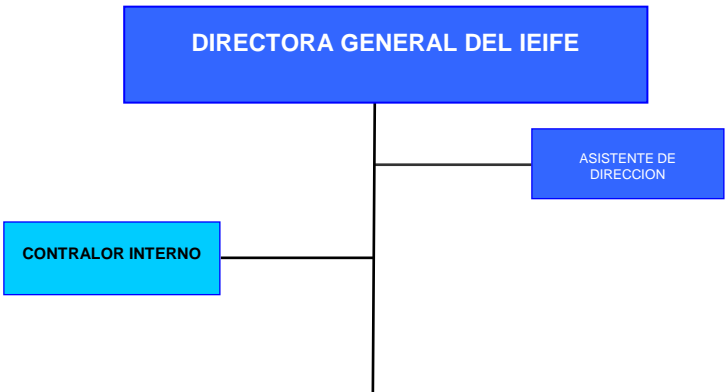 DIRECTORA GENERAL DEL IEIFE
ASISTENTE DE
DIRECCION
CONTRALOR INTERNO